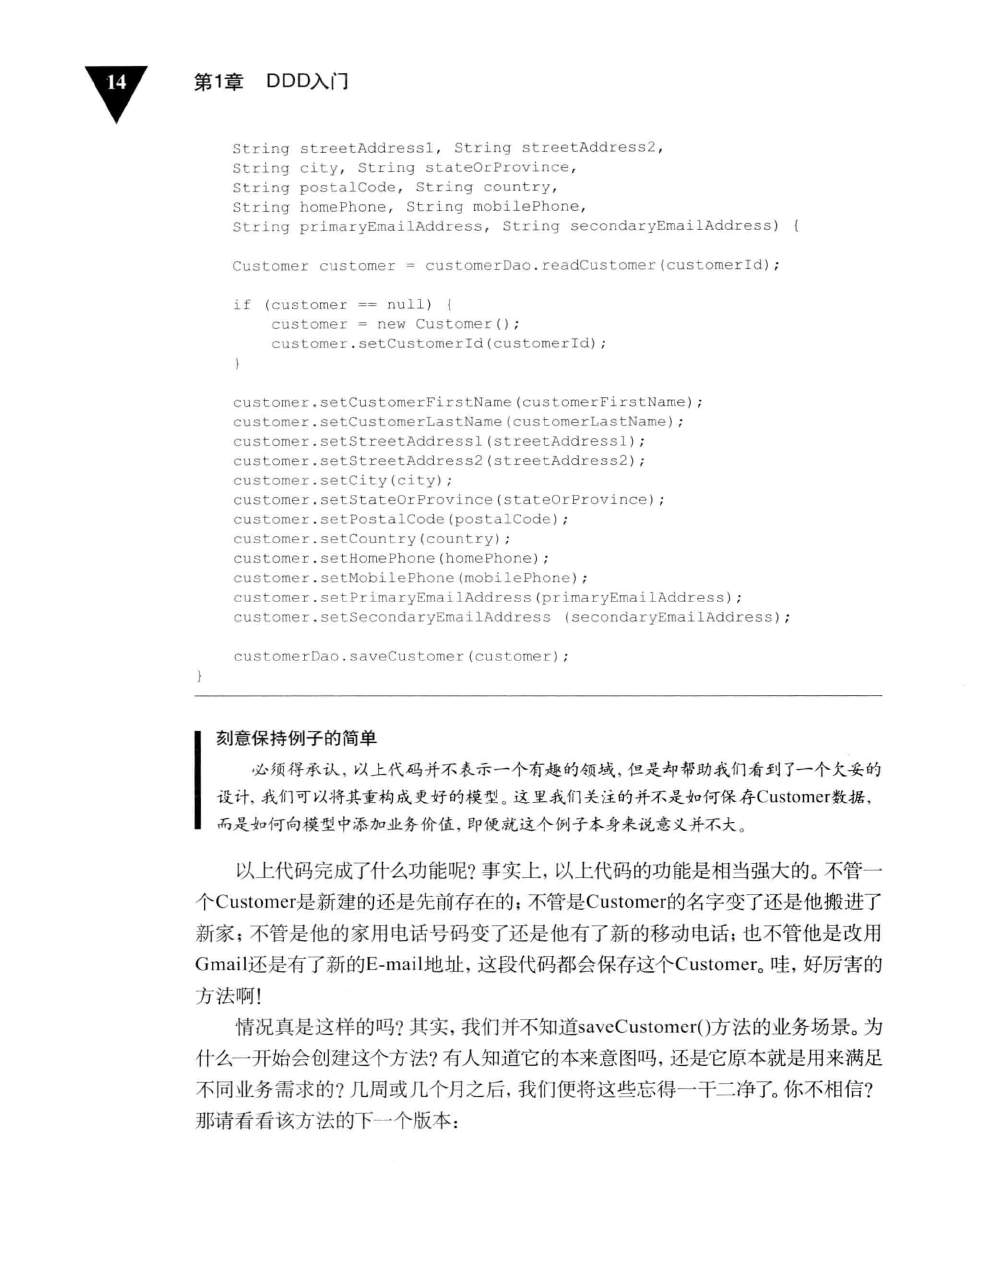 14
第1章 DDD入门
String streetAddress1, String streetAddress2,
String city, String stateOrProvince,
String postalCode, String country,
String homePhone, String mobilePhone,
String primaryEmailAddress, String secondaryEmailAddress) {
Customer customer = customerDao.readCustomer(customerId);
if (customer == null) {
customer = new Customer();
customer.setCustomerId(customerId);
}
customer.setCustomerFirstName(customerFirstName);
customer.setCustomerLastName(customerLastName);
customer.setStreetAddress1(streetAddress1);
customer.setStreetAddress2(streetAddress2);
customer.setCity(city);
customer.setStateOrProvince(stateOrProvince);
customer.setPostalCode(postalCode);
customer.setCountry(country);
customer.setHomePhone(homePhone);
customer.setMobilePhone(mobilePhone);
customer.setPrimaryEmailAddress(primaryEmailAddress);
customer.setSecondaryEmailAddress (secondaryEmailAddress);
customerDao.saveCustomer(customer);
}
刻意保持例子的简单
必须得承认，以上代码并不表示一个有趣的领域，但是却帮助我们看到了一个欠妥的
设计，我们可以将其重构成更好的模型。这里我们关注的并不是如何保存Customer数据，
而是如何向模型中添加业务价值，即便就这个例子本身来说意义并不大。
以上代码完成了什么功能呢？事实上，以上代码的功能是相当强大的。不管一
个Customer是新建的还是先前存在的；不管是Customer的名字变了还是他搬进了
新家；不管是他的家用电话号码变了还是他有了新的移动电话；也不管他是改用
Gmail还是有了新的E-mail地址，这段代码都会保存这个Customer。哇，好厉害的
方法啊！
情况真是这样的吗？其实，我们并不知道saveCustomer()方法的业务场景。为
什么一开始会创建这个方法？有人知道它的本来意图吗，还是它原本就是用来满足
不同业务需求的？几周或几个月之后，我们便将这些忘得一干二净了。你不相信？
那请看看该方法的下一个版本：